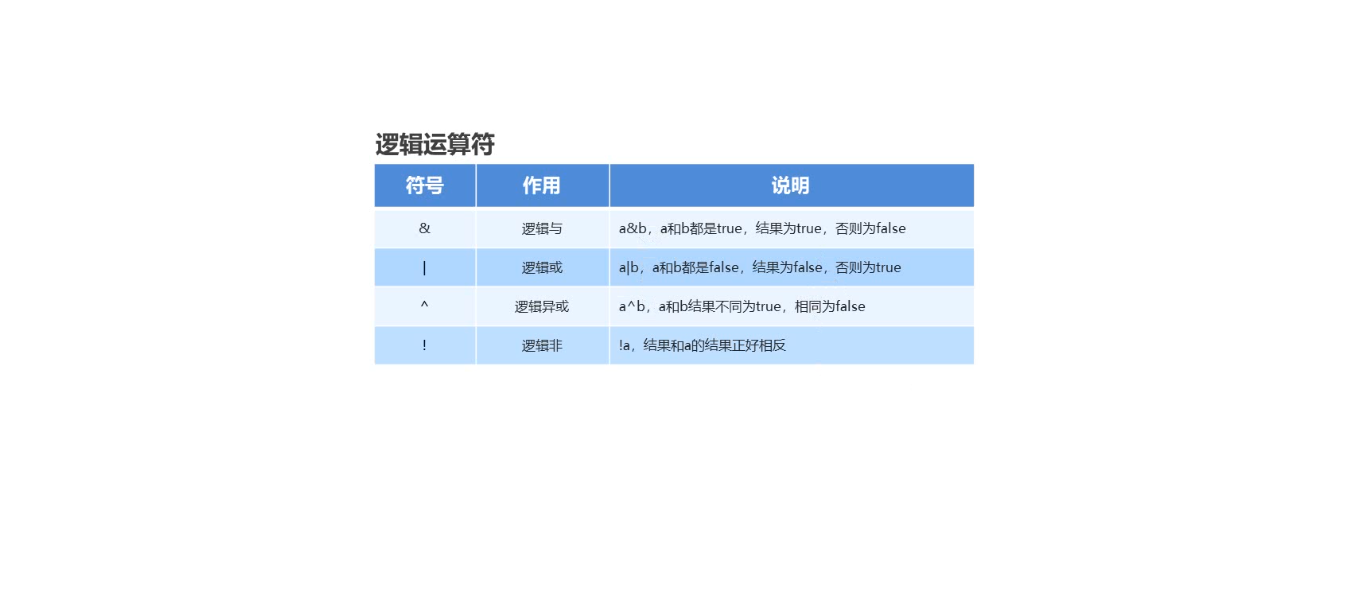 逻辑运算符
符号 作用 说明
& 逻辑与 a&b，a和b都是true，结果为true，否则为false
| 逻辑或 a|b，a和b都是false，结果为false，否则为true
^ 逻辑异或 a^b，a和b结果不同为true，相同为false
! 逻辑非 !a，结果和a的结果正好相反